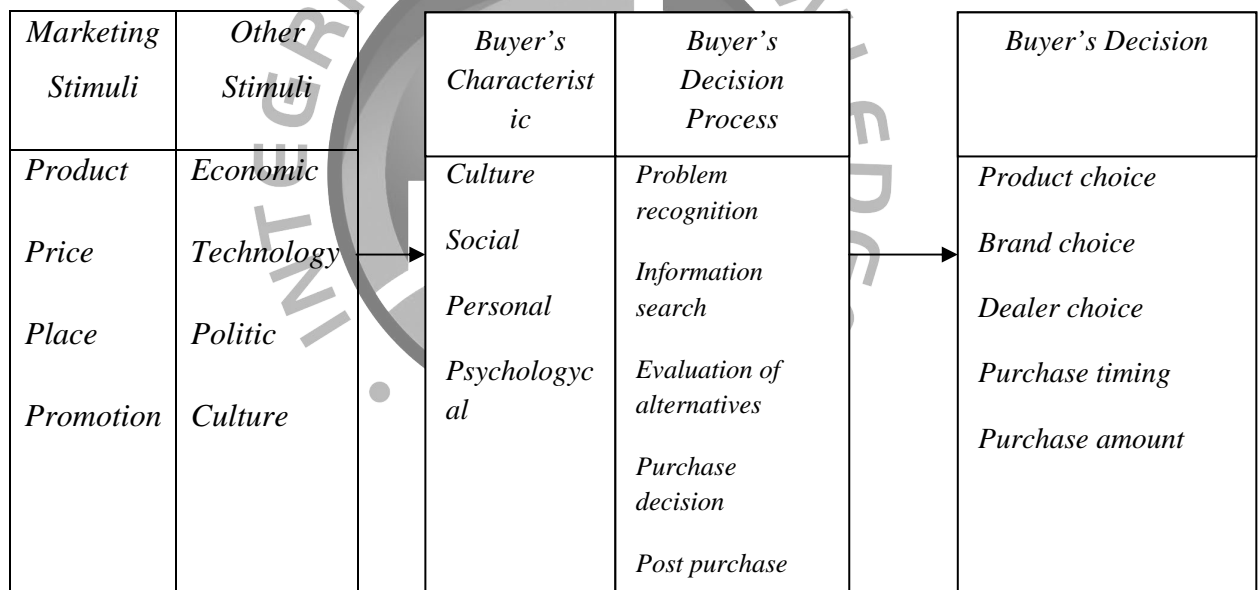 Marketing
Stimuli
Other
Stimuli
Product
Economic
Price
Technology
Place
Politic
Promotion
Culture
Buyer’s
Characterist
ic
Buyer’s
Decision
Process
Culture
Social
Personal
Psychologyc
al
Problem
recognition
Information
search
Evaluation of
alternatives
Purchase
decision
Post purchase
Buyer’s Decision
Product choice
Brand choice
Dealer choice
Purchase timing
Purchase amount